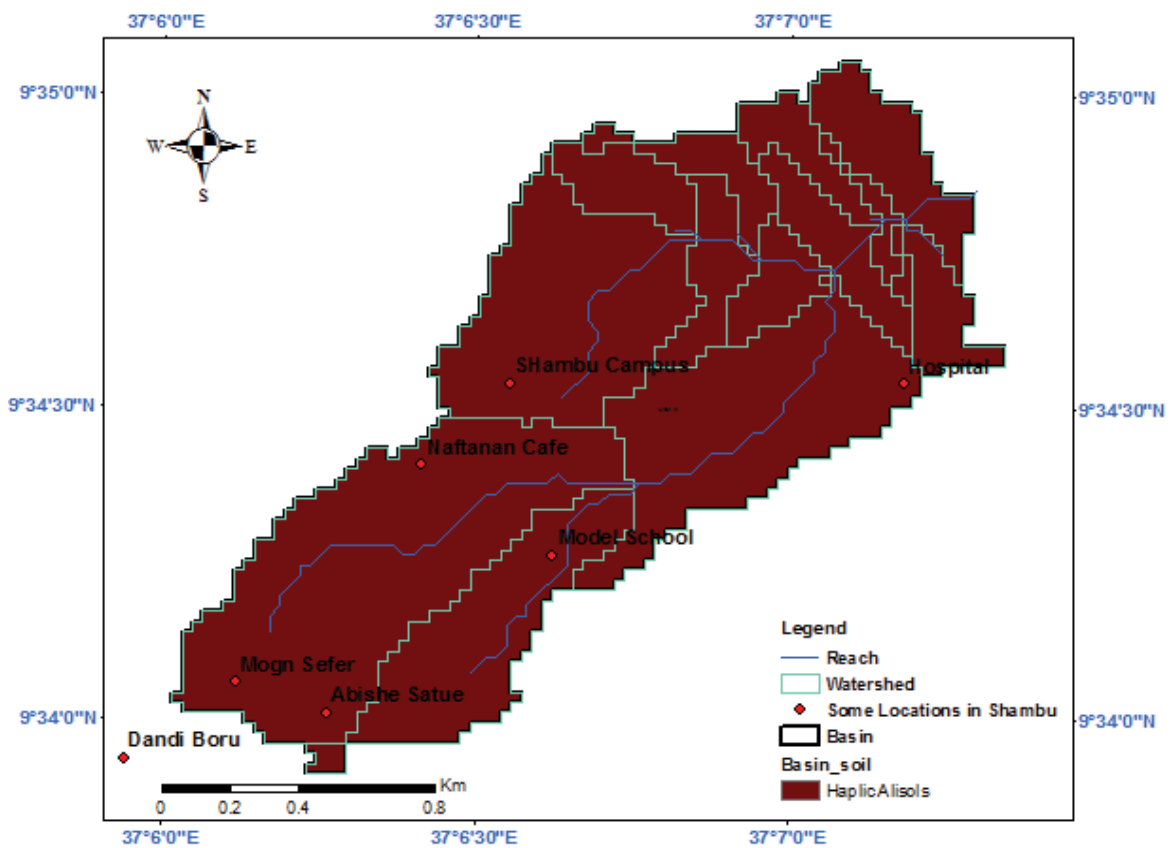 37°6'0"E 37°6'30"E 37°7'0"E
9°35'0"N
9°35'0"N
N
W E
S
SHambu Campus
Hospital
9°34'30"N
9°34'30"N
Naftanan Cafe
Model School
Legend
Reach
Mogn Sefer
Watershed
Abishe Satue
Some Locations in Shambu
9°34'0"N
9°34'0"N
Dandi Boru
Basin
Basin_soil
Km
HaplicAlisols
0 0.2 0.4 0.8
37°6'0"E 37°6'30"E 37°7'0"E